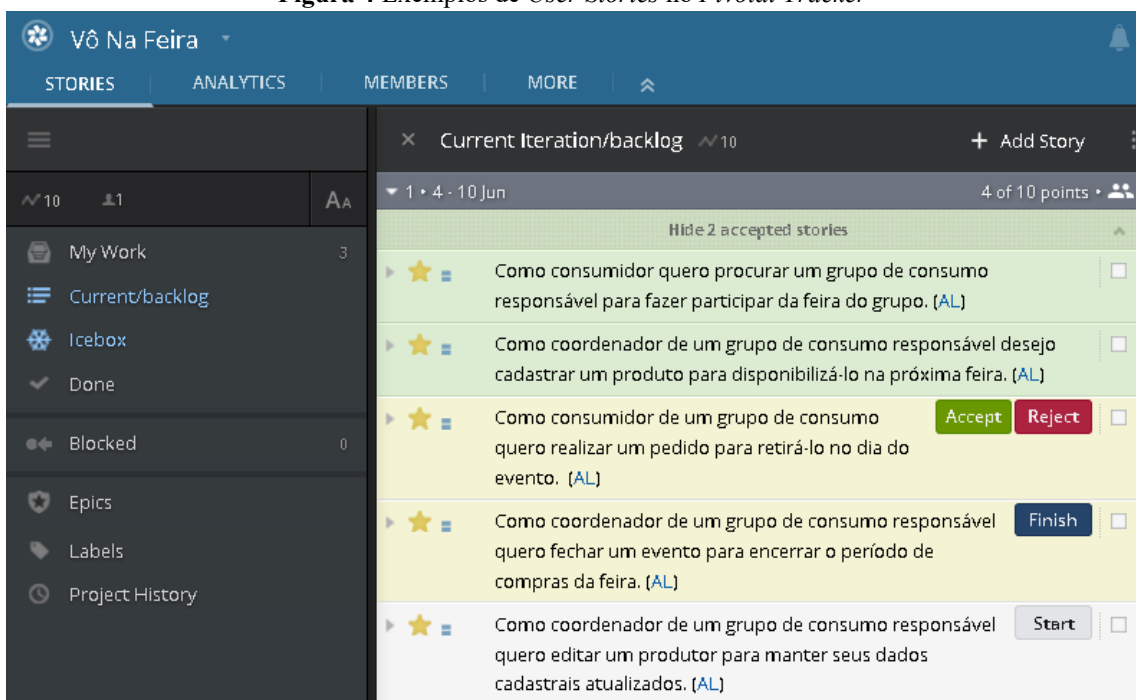 Figura 4 Exemplos de User Stories no Pivotal Tracker
Vô Na Feira
STORIES ANALYTICS MEMBERS MORE
Current Iteration/backlog 10 + Add Story
10 1 AA
1 • 4 - 10 Jun 4 of 10 points •
Hide 2 accepted stories
My Work 3
Current/backlog
Icebox
Done
Blocked 0
Epics
Labels
Project History
Como consumidor quero procurar um grupo de consumo
responsável para fazer participar da feira do grupo. (AL)
Como coordenador de um grupo de consumo responsável desejo
cadastrar um produto para disponibilizá-lo na próxima feira. (AL)
Como consumidor de um grupo de consumo Accept Reject
quero realizar um pedido para retirá-lo no dia do
evento. (AL)
Como coordenador de um grupo de consumo responsável Finish
quero fechar um evento para encerrar o período de
compras da feira. (AL)
Como coordenador de um grupo de consumo responsável Start
quero editar um produtor para manter seus dados
cadastrais atualizados. (AL)